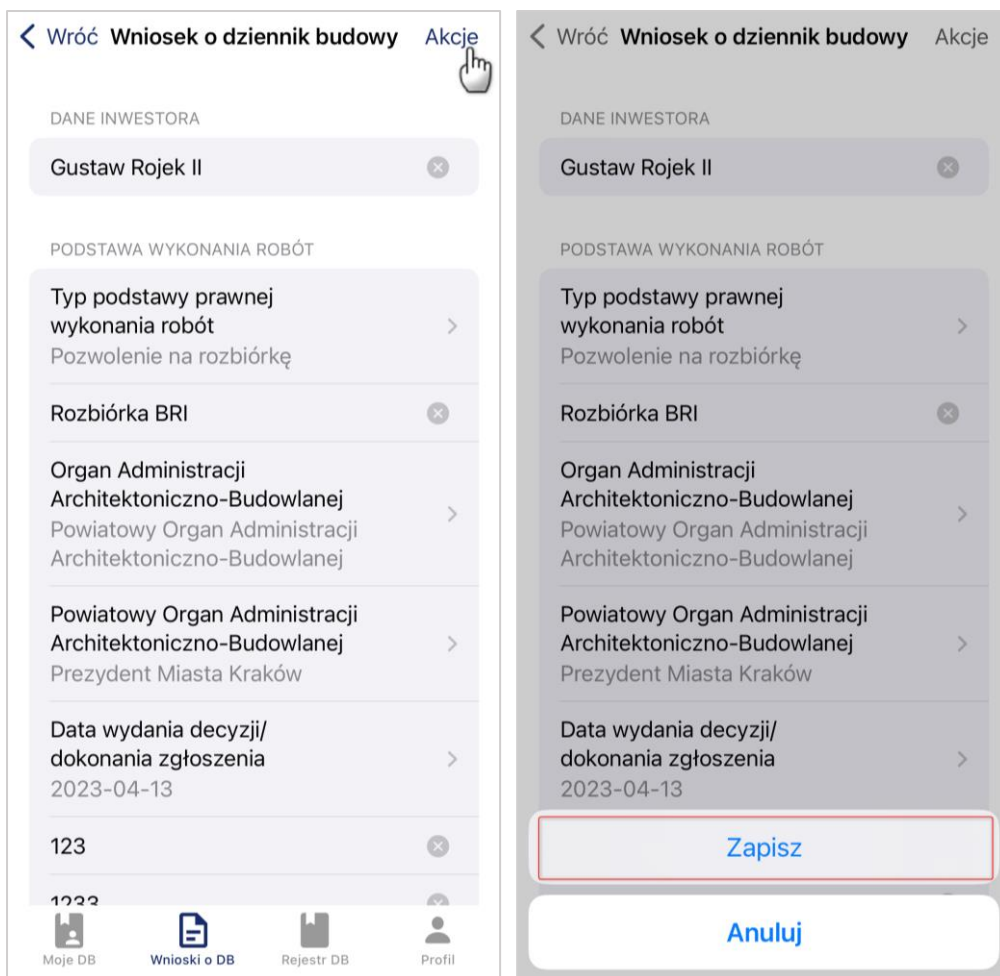 Wróć Wniosek o dziennik budowy Akcje
DANE INWESTORA
Gustaw Rojek II
PODSTAWA WYKONANIA ROBÓT
Typ podstawy prawnej
wykonania robót
Pozwolenie na rozbiórkę
Rozbiórka BRI
Organ Administracji
Architektoniczno-Budowlanej
Powiatowy Organ Administracji
Architektoniczno-Budowlanej
Powiatowy Organ Administracji
Architektoniczno-Budowlanej
Prezydent Miasta Kraków
Data wydania decyzji/
dokonania zgłoszenia
2023-04-13
123
1233
Moje DB Wnioski o DB Rejestr DB Profil
Wróć Wniosek o dziennik budowy Akcje
DANE INWESTORA
Gustaw Rojek II
PODSTAWA WYKONANIA ROBÓT
Typ podstawy prawnej
wykonania robót
Pozwolenie na rozbiórkę
Rozbiórka BRI
Organ Administracji
Architektoniczno-Budowlanej
Powiatowy Organ Administracji
Architektoniczno-Budowlanej
Powiatowy Organ Administracji
Architektoniczno-Budowlanej
Prezydent Miasta Kraków
Data wydania decyzji/
dokonania zgłoszenia
2023-04-13
Zapisz
Anuluj